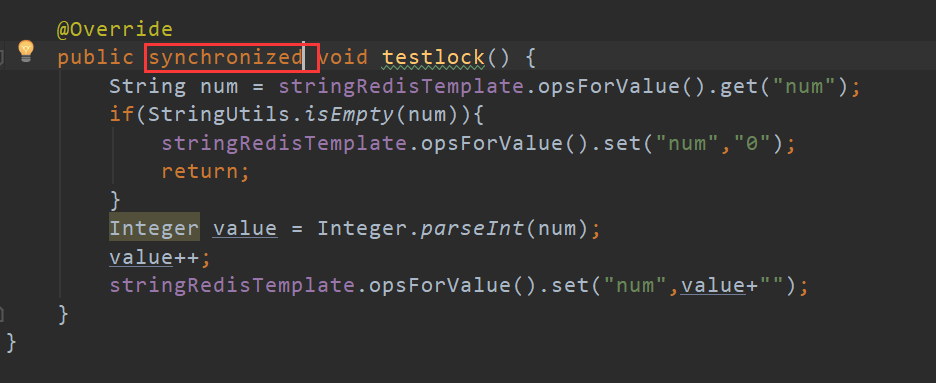 @Override
public synchronized void testlock() {
String num = stringRedisTemplate.opsForValue().get("num");
if(StringUtils.isEmpty(num)){
stringRedisTemplate.opsForValue().set("num","0");
return;
}
Integer value = Integer.parseInt(num);
value++;
stringRedisTemplate.opsForValue().set("num",value+"");
}
}